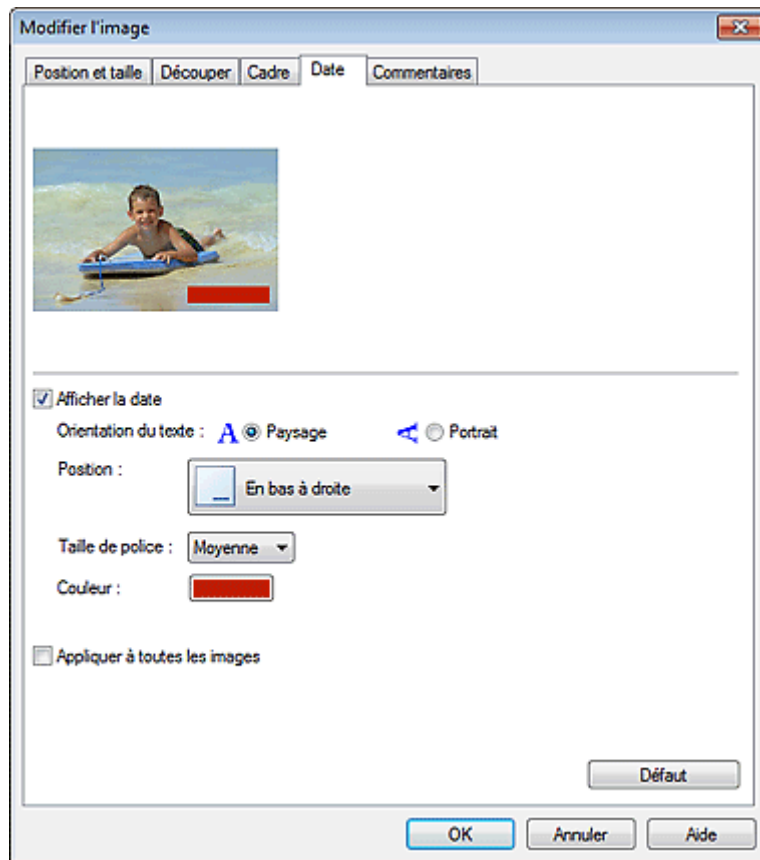 Modifier l'image
Position et taille Découper Cadre Date Commentaires
Afficher la date
Orientation du texte : A Paysage A Portrait
Position : En bas à droite
Taille de police : Moyenne
Couleur :
Appliquer à toutes les images
Défaut
OK Annuler Aide